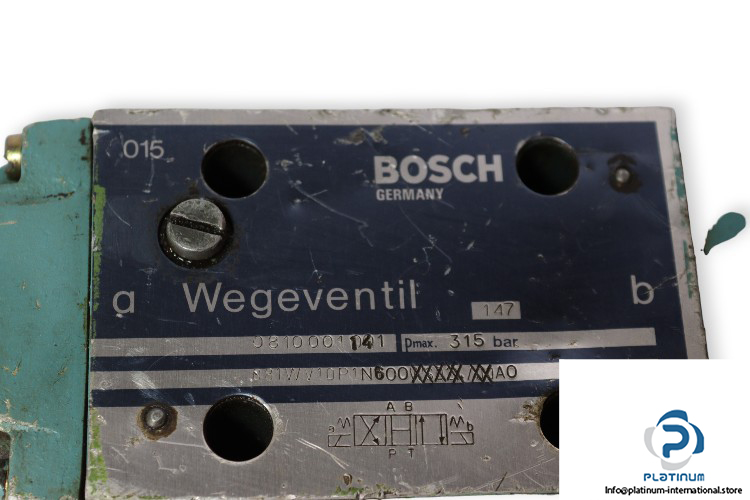 015
BOSCH
GERMANY
a Wegeventil b
147
pmax. 315 bar
A B
a b
P T
PLATINUM
Info@platinum-international.store